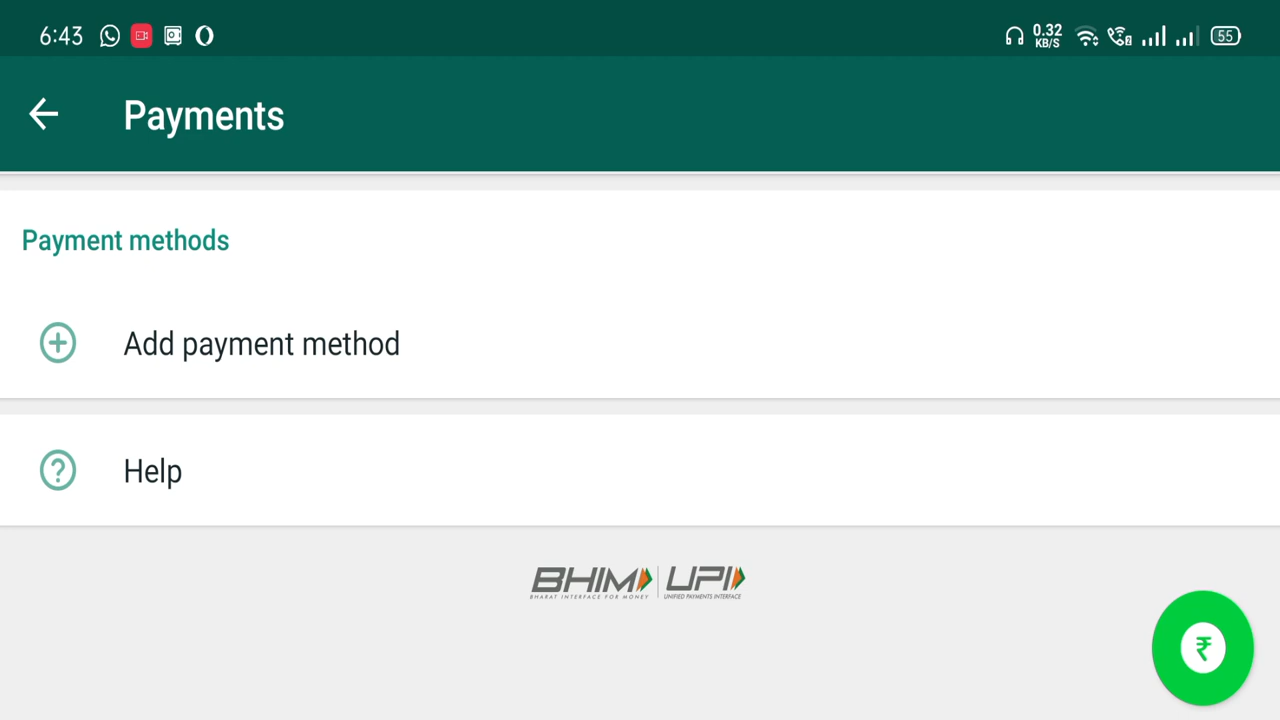 6:43
0.32
KB/S
55
Payments
Payment methods
Add payment method
Help
BHIM UPI
BHARAT INTERFACE FOR MONEY UNIFIED PAYMENTS INTERFACE
₹